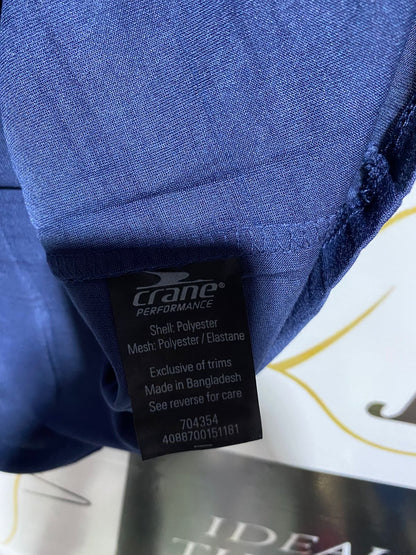 crane®
PERFORMANCE
Shell: Polyester
Mesh: Polyester / Elastane
Exclusive of trims
Made in Bangladesh
See reverse for care
704354
4088700151181
IDEAL